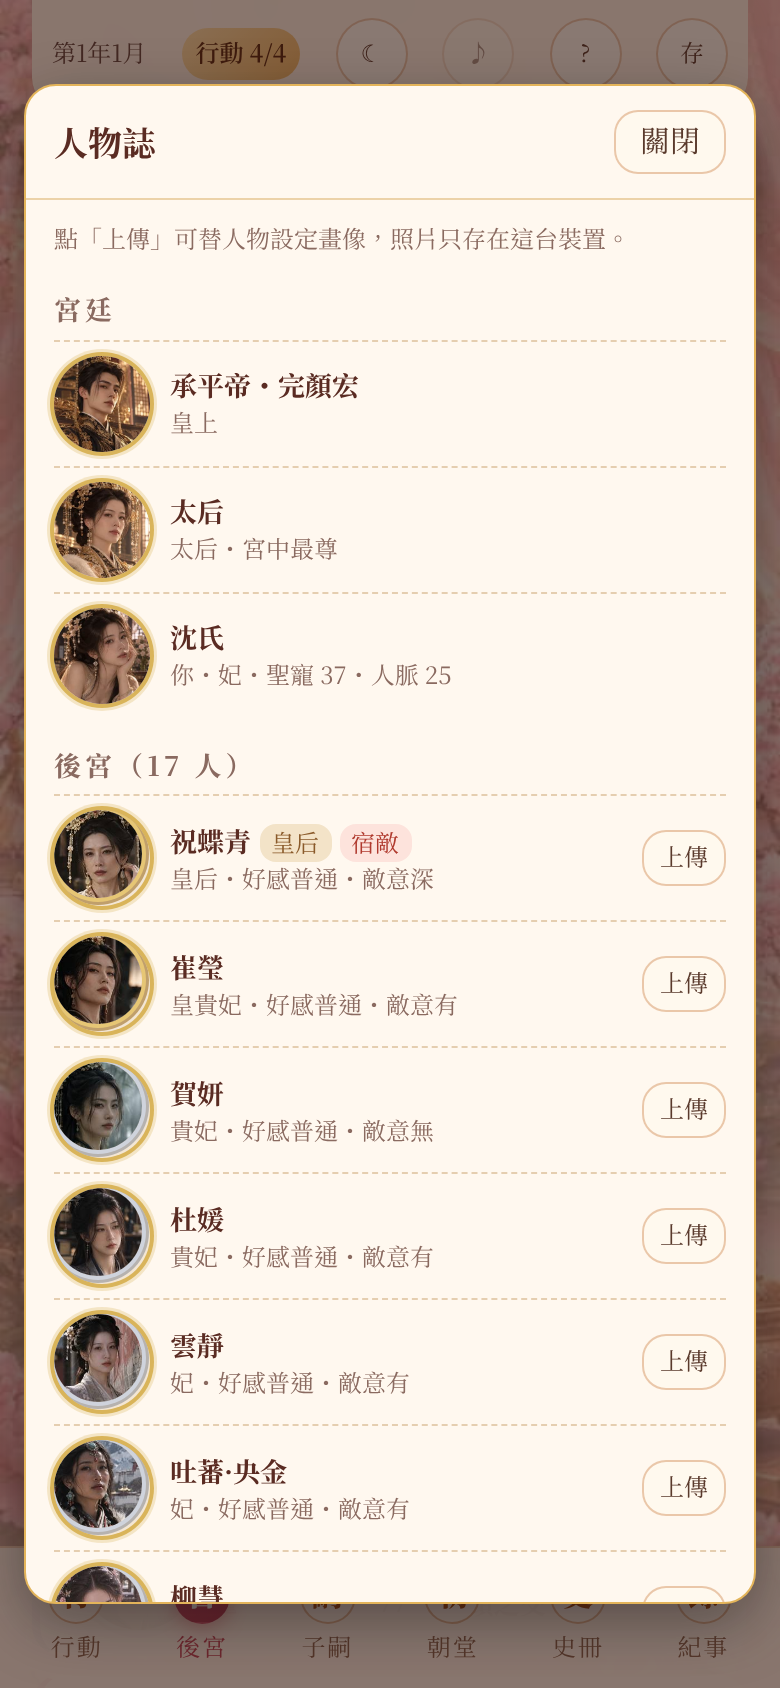 第1年1月 行動 4/4 ☾ ♪ ? 存
人物誌 關閉
點「上傳」可替人物設定畫像，照片只存在這台裝置。
宮廷
承平帝・完顏宏
皇上
太后
太后・宮中最尊
沈氏
你・妃・聖寵 37・人脈 25
後宮（17 人）
祝蝶青 皇后 宿敵
皇后・好感普通・敵意深
上傳
崔瑩
皇貴妃・好感普通・敵意有
上傳
賀妍
貴妃・好感普通・敵意無
上傳
杜媛
貴妃・好感普通・敵意有
上傳
雲靜
妃・好感普通・敵意有
上傳
吐蕃·央金
妃・好感普通・敵意有
上傳
柳慧
行動 後宮 子嗣 朝堂 史冊 紀事